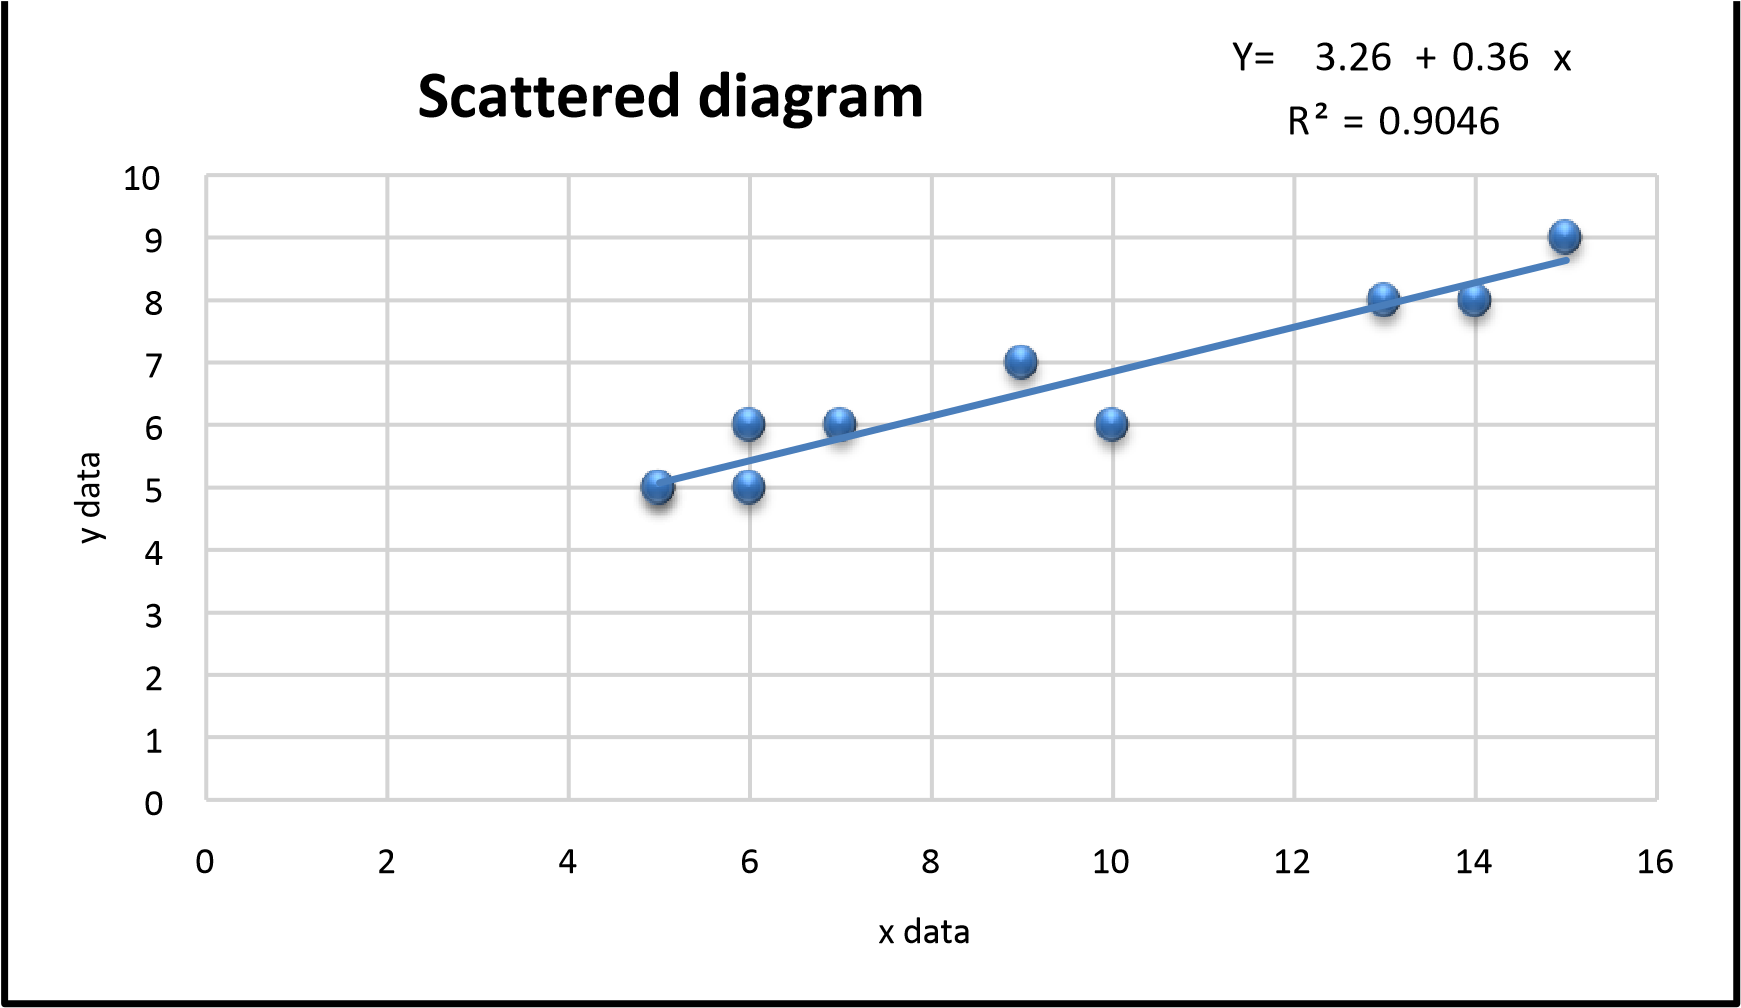 Y= 3.26 + 0.36 x
Scattered diagram
R² = 0.9046
10
9
8
7
6
5
4
3
2
1
0
y data
0 2 4 6 8 10 12 14 16
x data